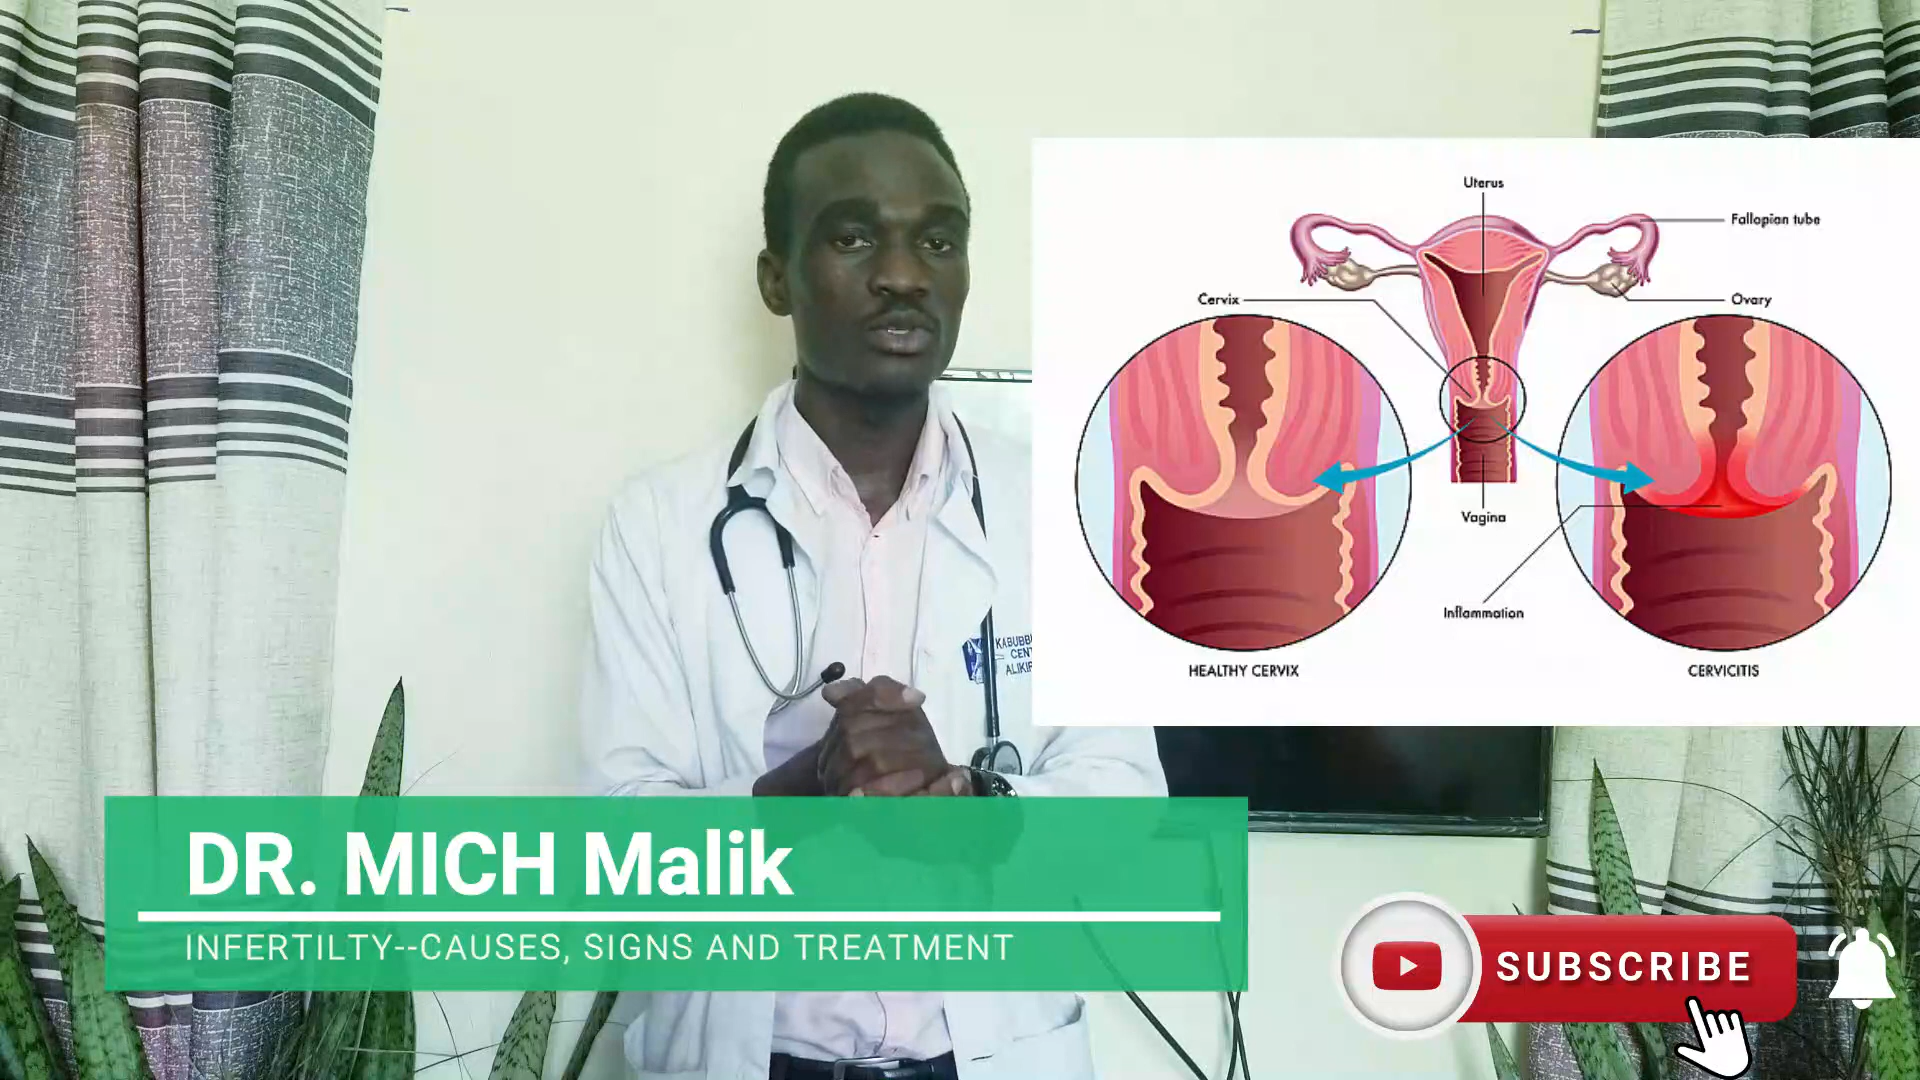 Uterus
Fallopian tube
Cervix
Ovary
Vagina
Inflammation
HEALTHY CERVIX
CERVICITIS
DR. MICH Malik
INFERTILTY--CAUSES, SIGNS AND TREATMENT
SUBSCRIBE